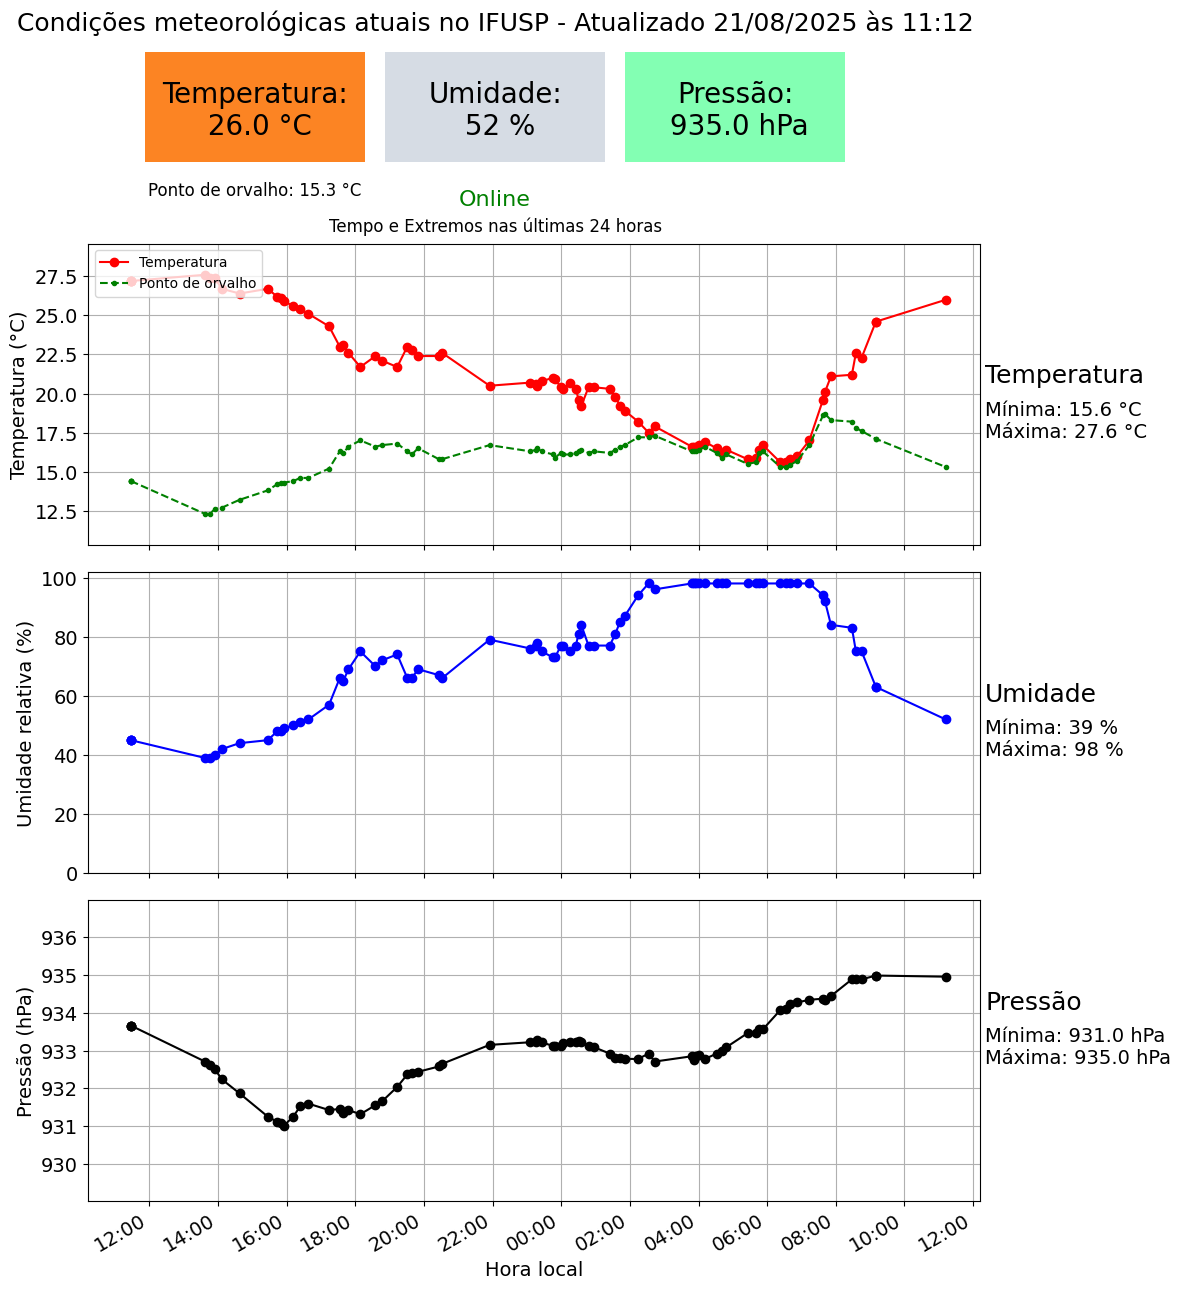 Condições meteorológicas atuais no IFUSP - Atualizado 21/08/2025 às 11:12
Temperatura:
26.0 °C
Umidade:
52 %
Pressão:
935.0 hPa
Ponto de orvalho: 15.3 °C
Online
Tempo e Extremos nas últimas 24 horas
Temperatura (°C)
27.5
25.0
22.5
20.0
17.5
15.0
12.5
Temperatura
Ponto de orvalho
Temperatura
Mínima: 15.6 °C
Máxima: 27.6 °C
Umidade relativa (%)
100
80
60
40
20
0
Umidade
Mínima: 39 %
Máxima: 98 %
Pressão (hPa)
936
935
934
933
932
931
930
Pressão
Mínima: 931.0 hPa
Máxima: 935.0 hPa
12:00 14:00 16:00 18:00 20:00 22:00 00:00 02:00 04:00 06:00 08:00 10:00 12:00
Hora local